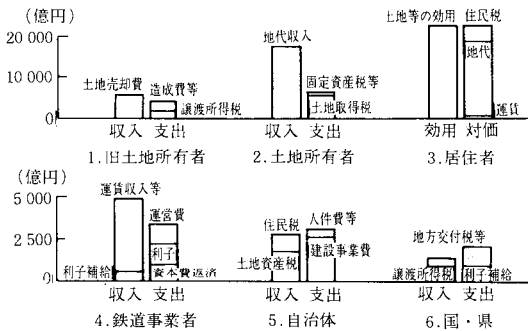 (億円)
20 000
10 000
0
土地売却費
造成費等
譲渡所得税
収入 支出
1.旧土地所有者
地代収入
固定資産税等
土地取得税
収入 支出
2.土地所有者
土地等の効用
住民税
地代
運賃
効用 対価
3.居住者
(億円)
5 000
2 500
0
運賃収入等
運営費
利子
利子補給
資本費返済
収入 支出
4.鉄道事業者
住民税
人件費等
土地資産税
建設事業費
収入 支出
5.自治体
地方交付税等
譲渡所得税
利子補給
収入 支出
6.国・県